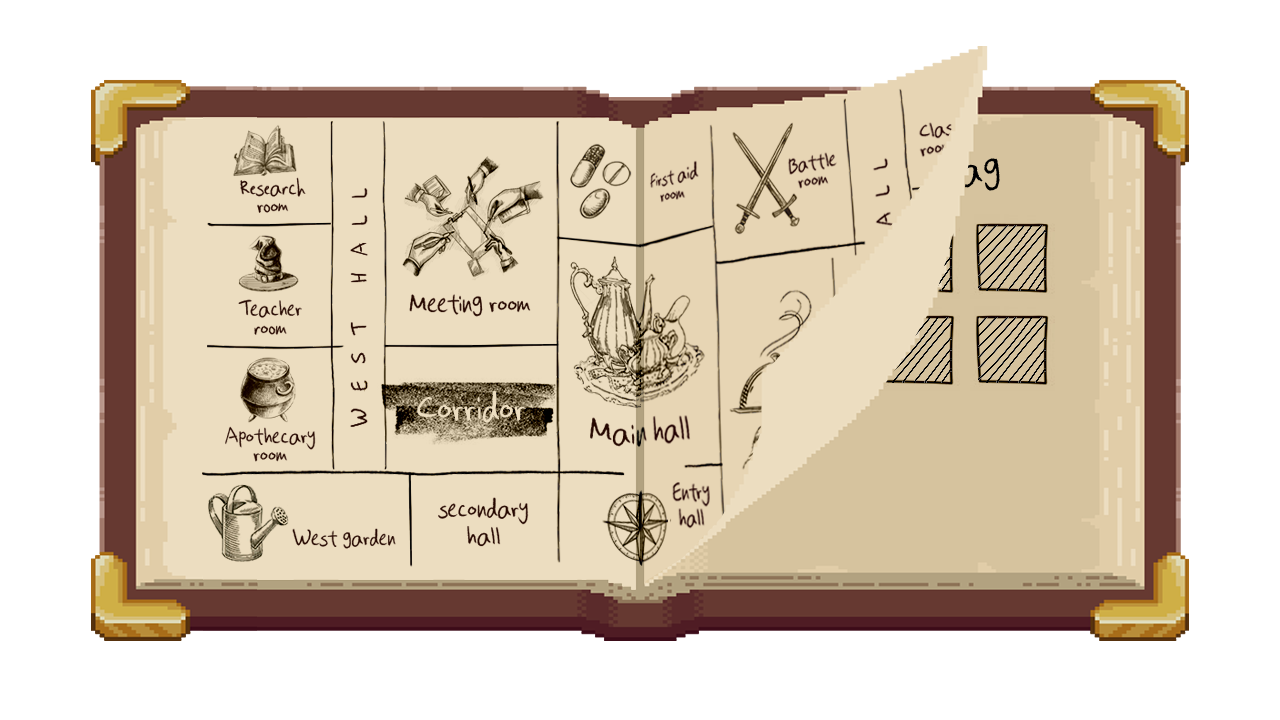 Research
room
Teacher
room
Apothecary
room
WEST HALL
Meeting room
Corridor
West garden
secondary
hall
First aid
room
Main hall
Entry
hall
Battle
room
ALL
Clas
roo
ag